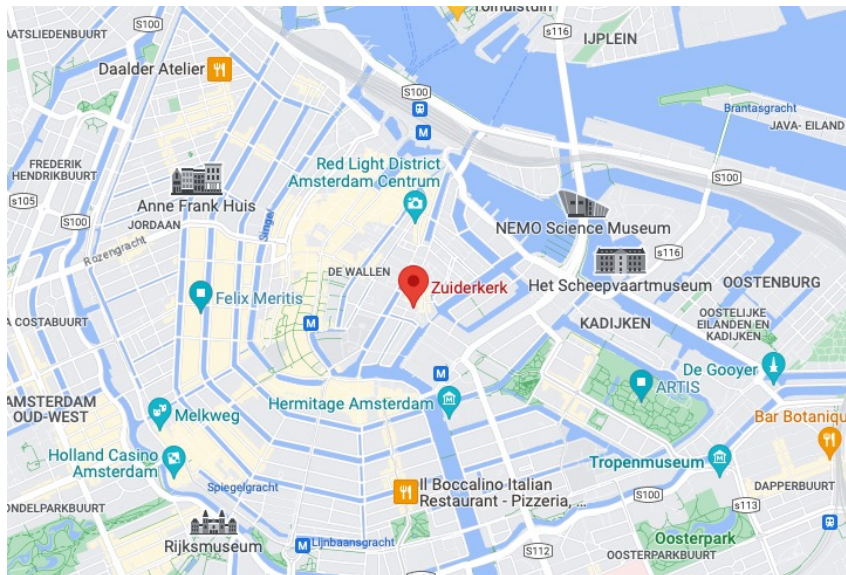 Tolhuistuin
S100
s116
IJPLEIN
AATSLIEDENBUURT
Daalder Atelier
S100
Brantasgracht
JAVA- EILAND
M
FREDERIK
HENDRIKBUURT
Red Light District
Amsterdam Centrum
S100
s105
Anne Frank Huis
S100
JORDAAN
Singel
NEMO Science Museum
Rozengracht
s116
DE WALLEN
Zuiderkerk
Het Scheepvaartmuseum
OOSTENBURG
Felix Meritis
A COSTABUURT
M
KADIJKEN
OOSTELIJKE
EILANDEN EN
KADIJKEN
M
De Gooyer
ARTIS
AMSTERDAM
OUD-WEST
Melkweg
Hermitage Amsterdam
Bar Botaniqu
Holland Casino
Amsterdam
Tropenmuseum
Spiegelgracht
Il Boccalino Italian
Restaurant - Pizzeria, ...
S100
DAPPERBUURT
s113
ONDELPARKBUURT
Rijksmuseum
M
Lijnbaansgracht
S112
Oosterpark
OOSTERPARKBUURT